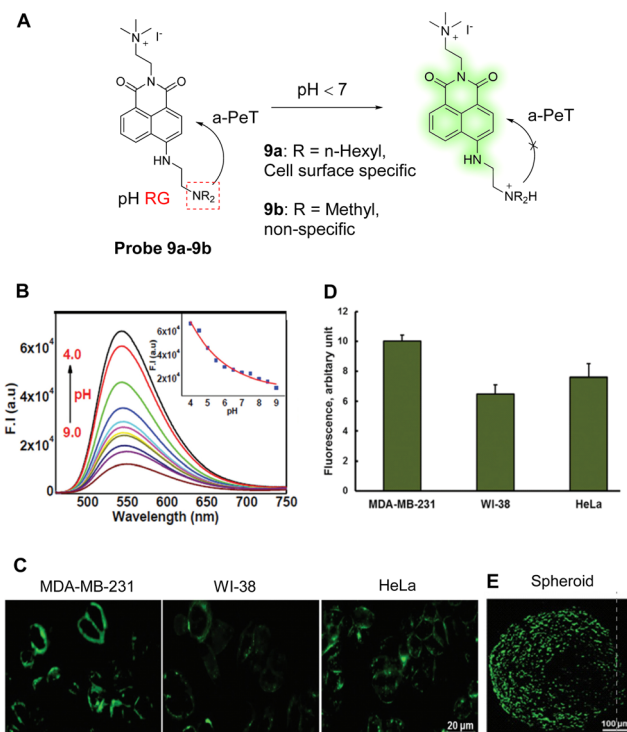 A
N
+
I-
O
N
O
a-PeT
HN
pH RG
NR2
Probe 9a-9b
pH < 7
9a: R = n-Hexyl,
Cell surface specific
9b: R = Methyl,
non-specific
N
+
I-
O
N
O
a-PeT
HN
+
NR2H
B
F.I (a.u)
6x10^4
4x10^4
2x10^4
0
4.0
pH
9.0
500 550 600 650 700 750
Wavelength (nm)
F.I (a.u)
6x10^4
4x10^4
2x10^4
4 5 6 7 8 9
pH
D
Fluorescence, arbitary unit
12
10
8
6
4
2
0
MDA-MB-231 WI-38 HeLa
C
MDA-MB-231 WI-38 HeLa
20 µm
E
Spheroid
100 µm